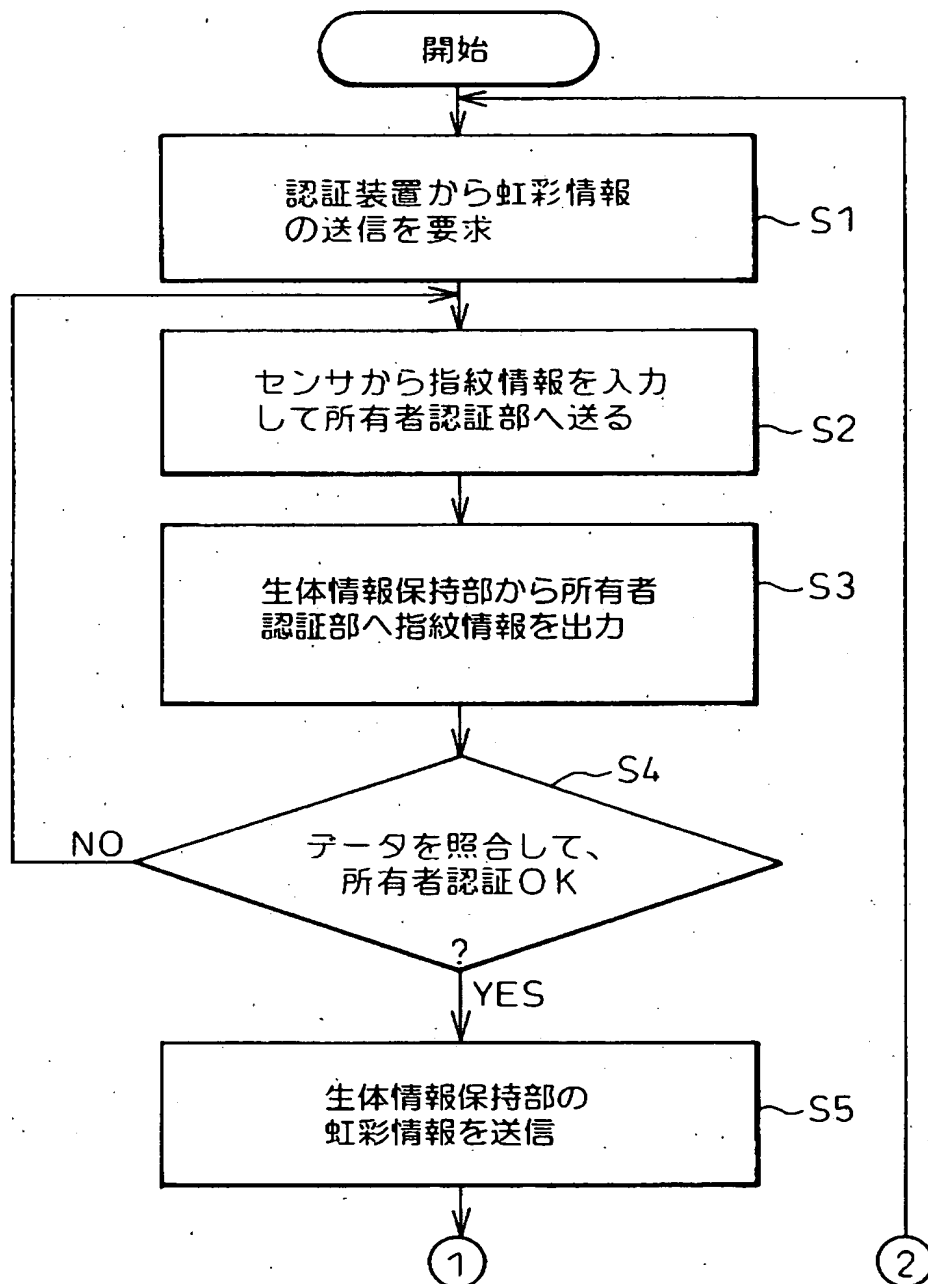 開始
認証装置から虹彩情報
の送信を要求
S1
センサから指紋情報を入力
して所有者認証部へ送る
S2
生体情報保持部から所有者
認証部へ指紋情報を出力
S3
S4
NO
データを照合して、
所有者認証OK
?
YES
生体情報保持部の
虹彩情報を送信
S5
1
2